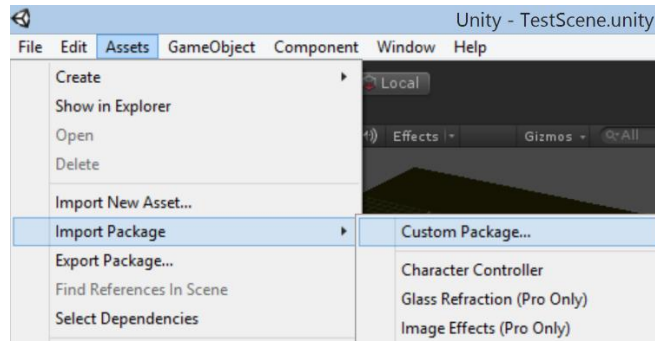 Unity - TestScene.unity
File Edit Assets GameObject Component Window Help
Create
Local
Show in Explorer
Open
Effects Gizmos All
Delete
Import New Asset...
Import Package
Custom Package...
Export Package...
Character Controller
Find References In Scene
Glass Refraction (Pro Only)
Select Dependencies
Image Effects (Pro Only)